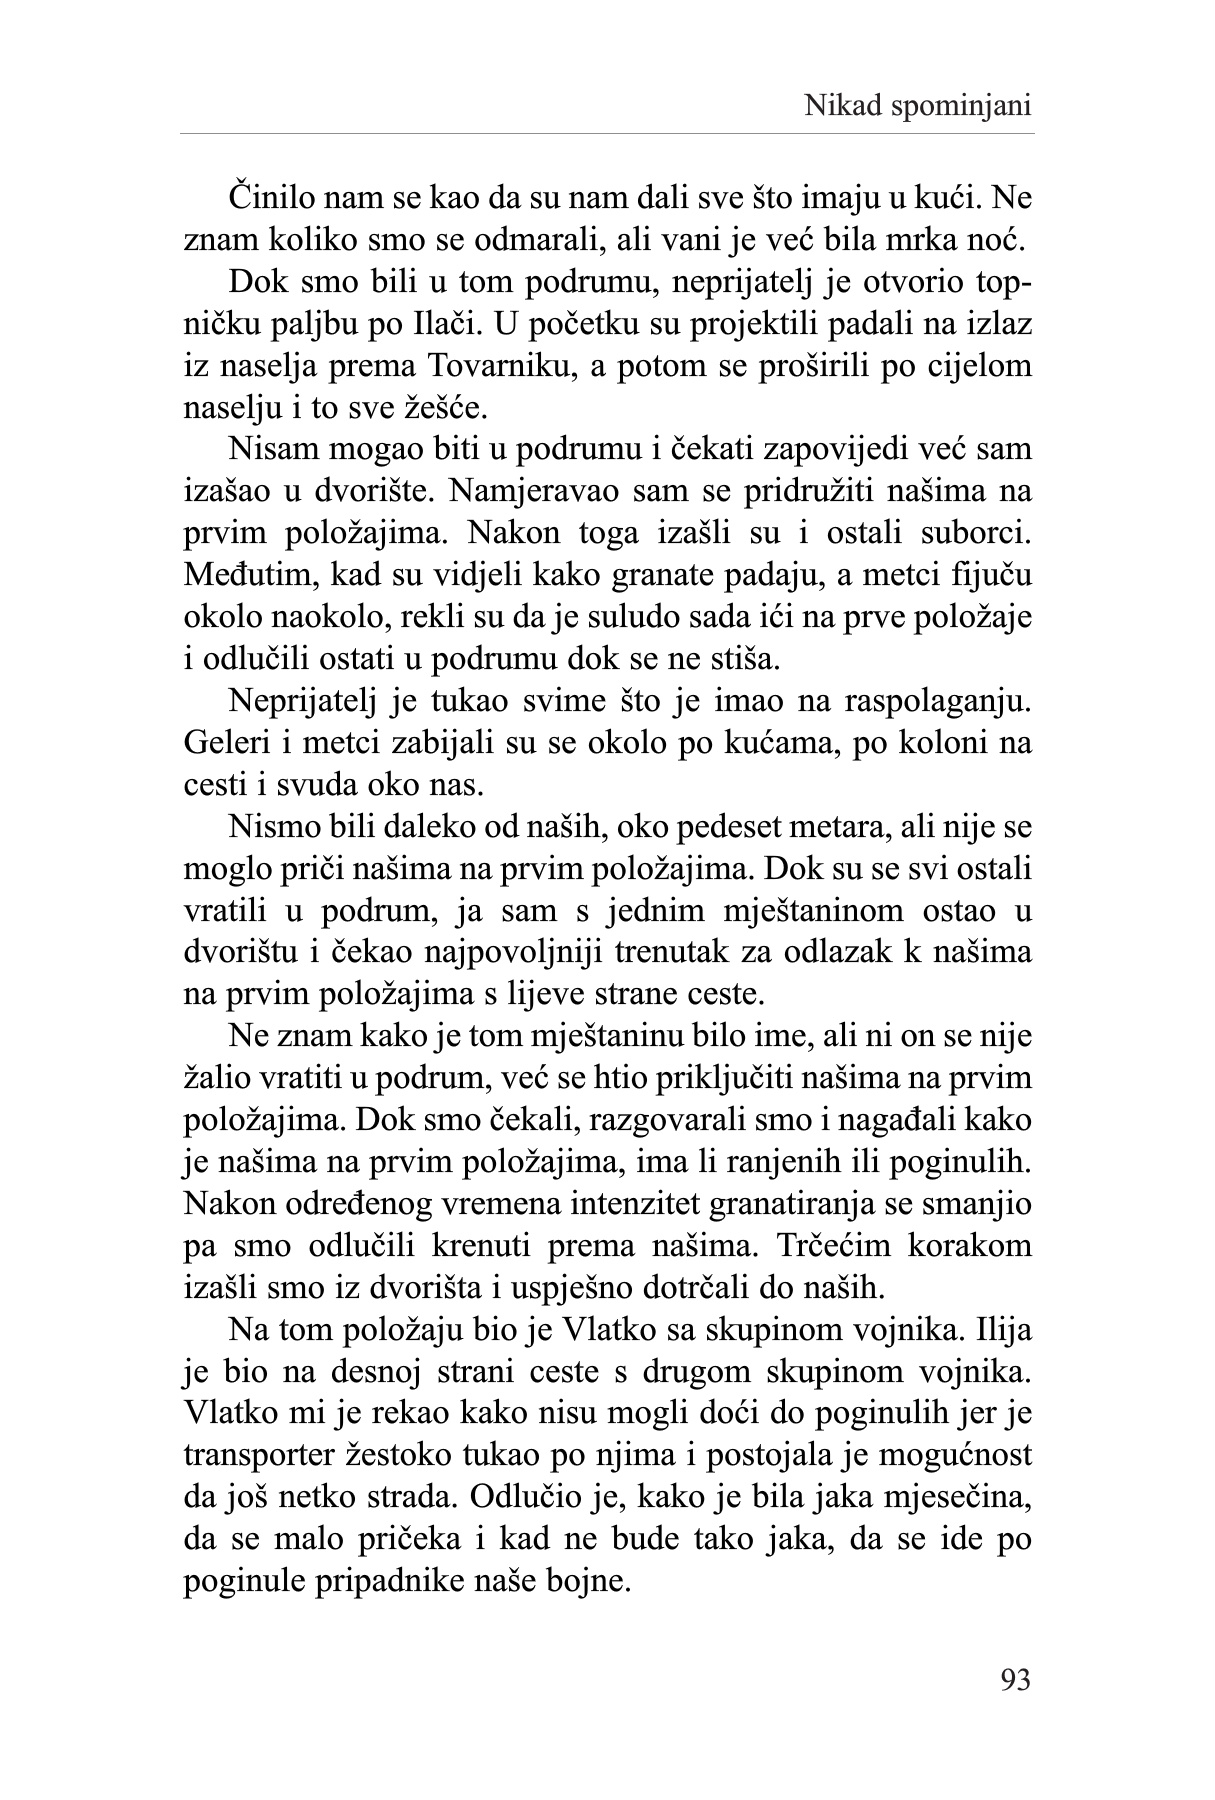 Nikad spominjani
Činilo nam se kao da su nam dali sve što imaju u kući. Ne
znam koliko smo se odmarali, ali vani je već bila mrka noć.
Dok smo bili u tom podrumu, neprijatelj je otvorio top-
ničku paljbu po Ilači. U početku su projektili padali na izlaz
iz naselja prema Tovarniku, a potom se proširili po cijelom
naselju i to sve žešće.
Nisam mogao biti u podrumu i čekati zapovijedi već sam
izašao u dvorište. Namjeravao sam se pridružiti našima na
prvim položajima. Nakon toga izašli su i ostali suborci.
Međutim, kad su vidjeli kako granate padaju, a metci fijuču
okolo naokolo, rekli su da je suludo sada ići na prve položaje
i odlučili ostati u podrumu dok se ne stiša.
Neprijatelj je tukao svime što je imao na raspolaganju.
Geleri i metci zabijali su se okolo po kućama, po koloni na
cesti i svuda oko nas.
Nismo bili daleko od naših, oko pedeset metara, ali nije se
moglo priči našima na prvim položajima. Dok su se svi ostali
vratili u podrum, ja sam s jednim mještaninom ostao u
dvorištu i čekao najpovoljniji trenutak za odlazak k našima
na prvim položajima s lijeve strane ceste.
Ne znam kako je tom mještaninu bilo ime, ali ni on se nije
žalio vratiti u podrum, već se htio priključiti našima na prvim
položajima. Dok smo čekali, razgovarali smo i nagađali kako
je našima na prvim položajima, ima li ranjenih ili poginulih.
Nakon određenog vremena intenzitet granatiranja se smanjio
pa smo odlučili krenuti prema našima. Trčećim korakom
izašli smo iz dvorišta i uspješno dotrčali do naših.
Na tom položaju bio je Vlatko sa skupinom vojnika. Ilija
je bio na desnoj strani ceste s drugom skupinom vojnika.
Vlatko mi je rekao kako nisu mogli doći do poginulih jer je
transporter žestoko tukao po njima i postojala je mogućnost
da još netko strada. Odlučio je, kako je bila jaka mjesečina,
da se malo pričeka i kad ne bude tako jaka, da se ide po
poginule pripadnike naše bojne.
93